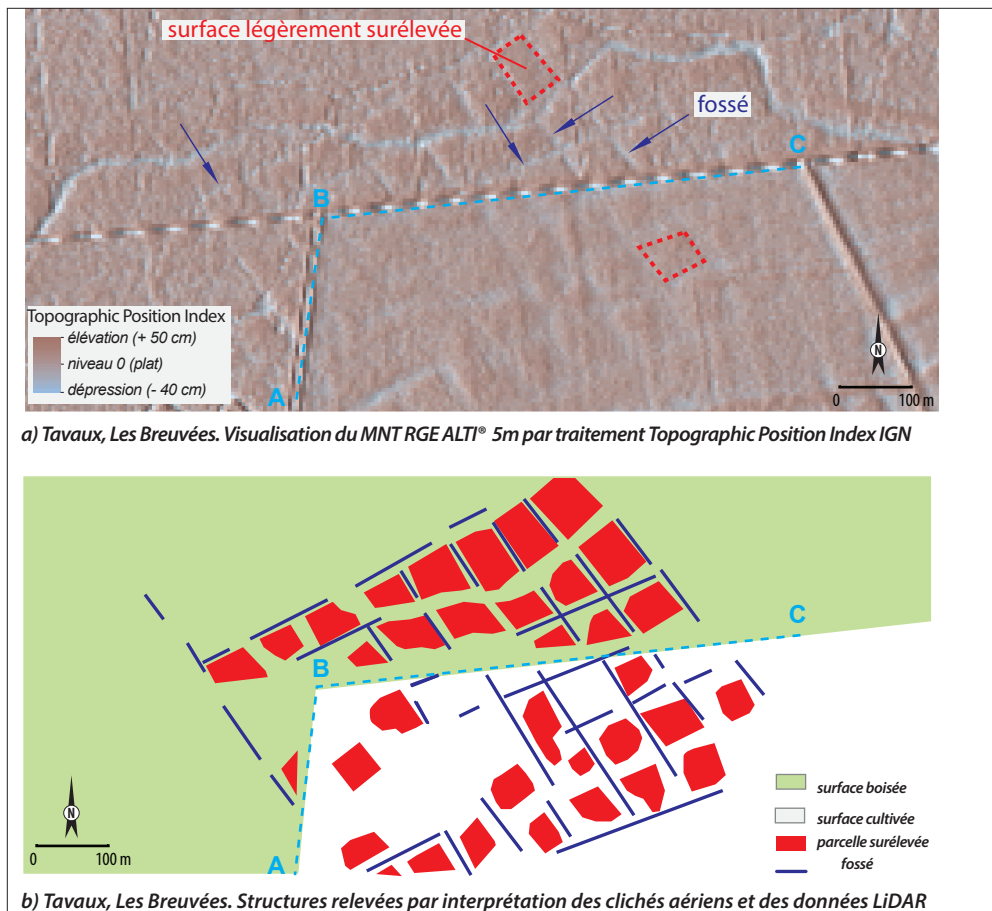 surface légèrement surélevée
fossé
C
B
A
Topographic Position Index
élévation (+ 50 cm)
niveau 0 (plat)
dépression (- 40 cm)
N
0 100 m
a) Tavaux, Les Breuvées. Visualisation du MNT RGE ALTI® 5m par traitement Topographic Position Index IGN
C
B
A
N
0 100 m
surface boisée
surface cultivée
parcelle surélevée
fossé
b) Tavaux, Les Breuvées. Structures relevées par interprétation des clichés aériens et des données LiDAR